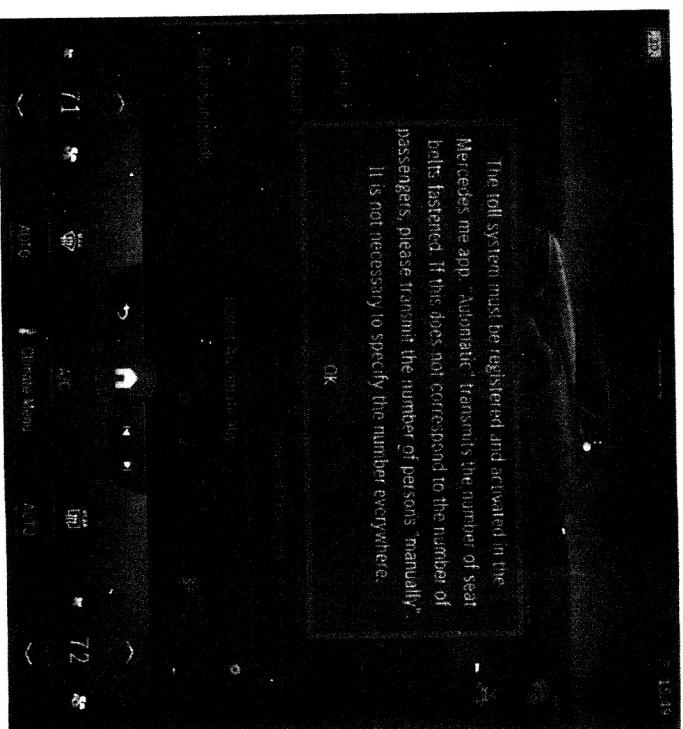 The toll system must be registered and activated in the
Mercedes me app. "Automatic" transmits the number of seat
belts fastened. If this does not correspond to the number of
passengers, please transmit the number of persons "manually".
It is not necessary to specify the number everywhere.
OK
71
AUTO
A/C
Climate Menu
AUTO
72